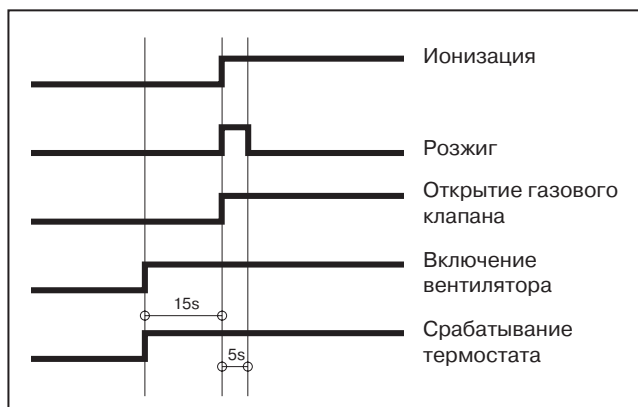 Ионизация
Розжиг
Открытие газового
клапана
Включение
вентилятора
15s
Срабатывание
термостата
5s